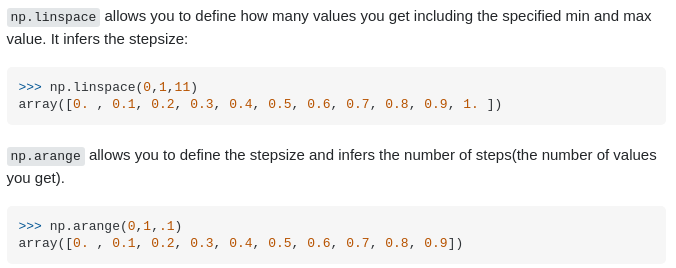 np.linspace allows you to define how many values you get including the specified min and max
value. It infers the stepsize:
>>> np.linspace(0,1,11)
array([0. , 0.1, 0.2, 0.3, 0.4, 0.5, 0.6, 0.7, 0.8, 0.9, 1. ])
np.arange allows you to define the stepsize and infers the number of steps(the number of values
you get).
>>> np.arange(0,1,.1)
array([0. , 0.1, 0.2, 0.3, 0.4, 0.5, 0.6, 0.7, 0.8, 0.9])